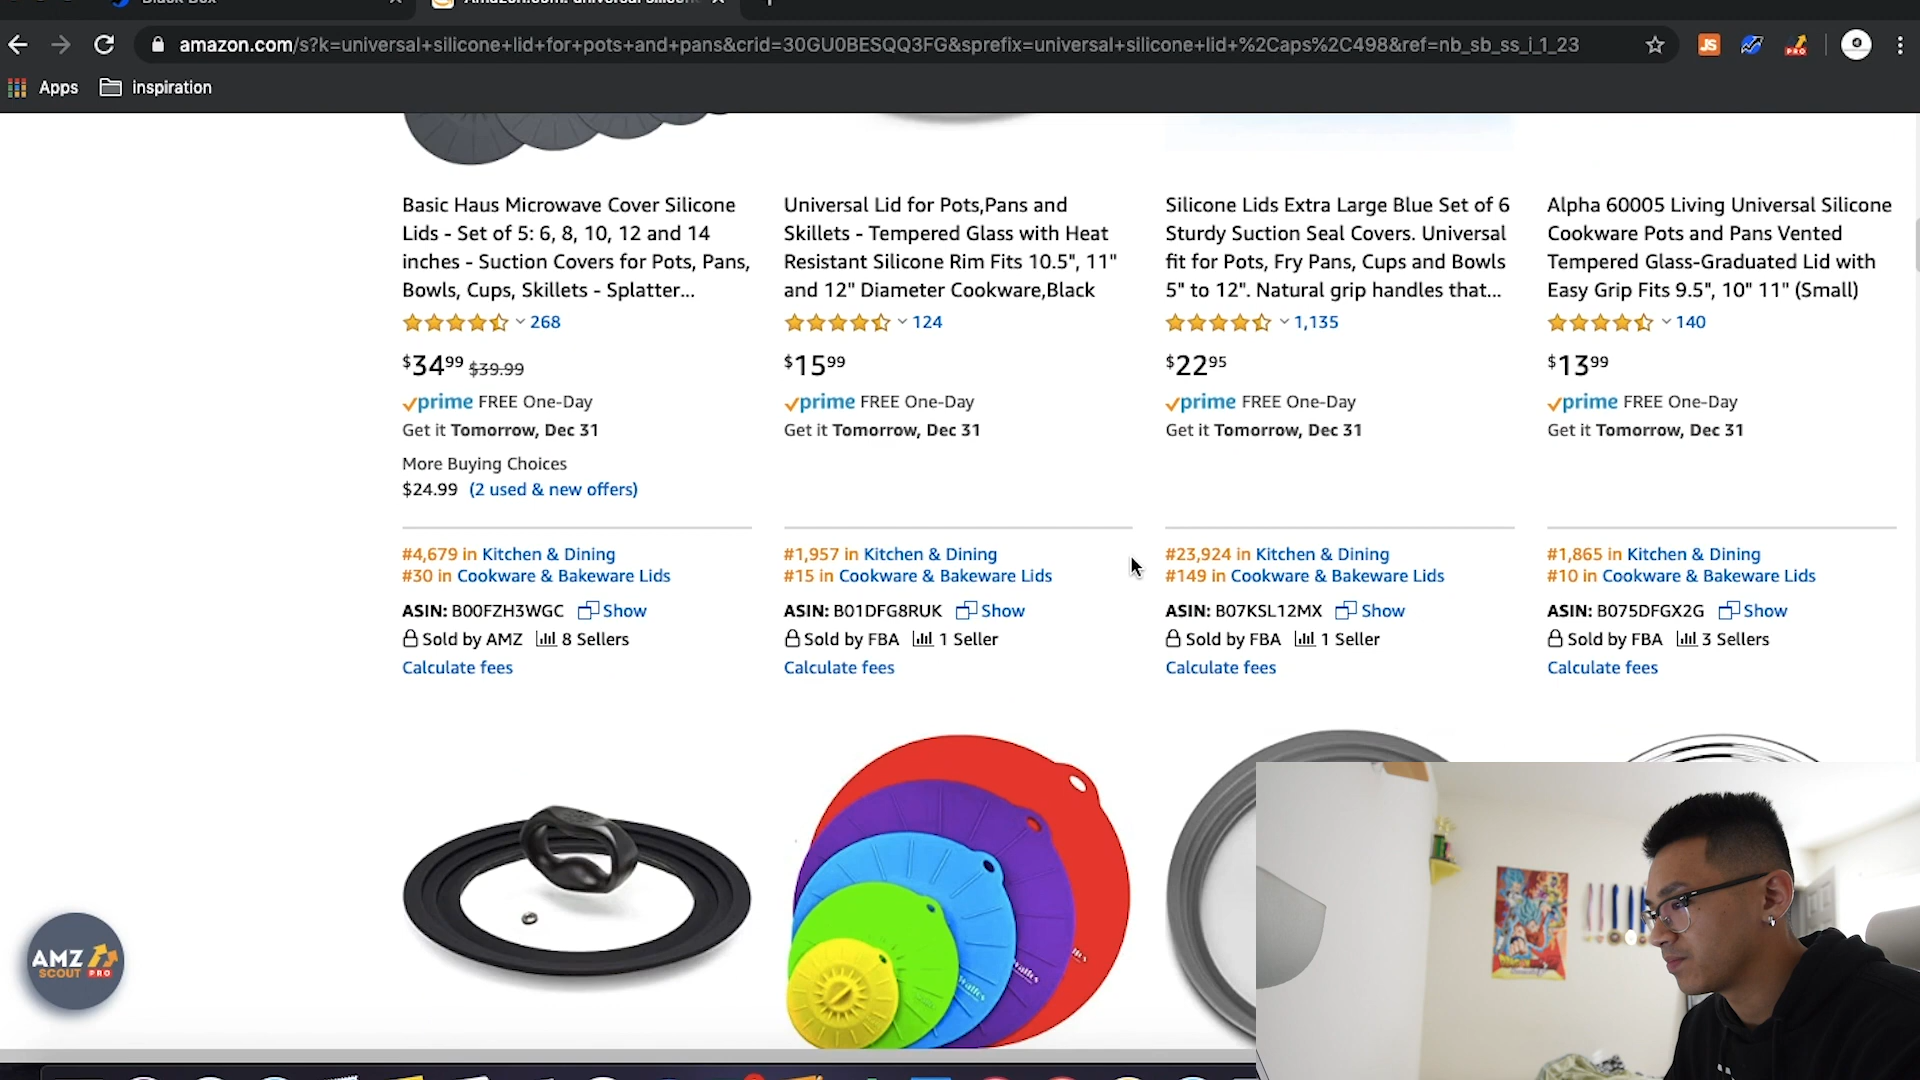 amazon.com/s?k=universal+silicone+lid+for+pots+and+pans&crid=30GU0BESQQ3FG&sprefix=universal+silicone+lid+%2Caps%2C498&ref=nb_sb_ss_i_1_23
JS
PRO
Apps
inspiration
Basic Haus Microwave Cover Silicone
Lids - Set of 5: 6, 8, 10, 12 and 14
inches - Suction Covers for Pots, Pans,
Bowls, Cups, Skillets - Splatter...
268
$34.99 $39.99
prime FREE One-Day
Get it Tomorrow, Dec 31
More Buying Choices
$24.99 (2 used & new offers)
#4,679 in Kitchen & Dining
#30 in Cookware & Bakeware Lids
ASIN: B00FZH3WGC Show
Sold by AMZ 8 Sellers
Calculate fees
Universal Lid for Pots,Pans and
Skillets - Tempered Glass with Heat
Resistant Silicone Rim Fits 10.5", 11"
and 12" Diameter Cookware,Black
124
$15.99
prime FREE One-Day
Get it Tomorrow, Dec 31
#1,957 in Kitchen & Dining
#15 in Cookware & Bakeware Lids
ASIN: B01DFG8RUK Show
Sold by FBA 1 Seller
Calculate fees
Silicone Lids Extra Large Blue Set of 6
Sturdy Suction Seal Covers. Universal
fit for Pots, Fry Pans, Cups and Bowls
5" to 12". Natural grip handles that...
1,135
$22.95
prime FREE One-Day
Get it Tomorrow, Dec 31
#23,924 in Kitchen & Dining
#149 in Cookware & Bakeware Lids
ASIN: B07KSL12MX Show
Sold by FBA 1 Seller
Calculate fees
Alpha 60005 Living Universal Silicone
Cookware Pots and Pans Vented
Tempered Glass-Graduated Lid with
Easy Grip Fits 9.5", 10" 11" (Small)
140
$13.99
prime FREE One-Day
Get it Tomorrow, Dec 31
#1,865 in Kitchen & Dining
#10 in Cookware & Bakeware Lids
ASIN: B075DFGX2G Show
Sold by FBA 3 Sellers
Calculate fees
AMZ
SCOUT PRO